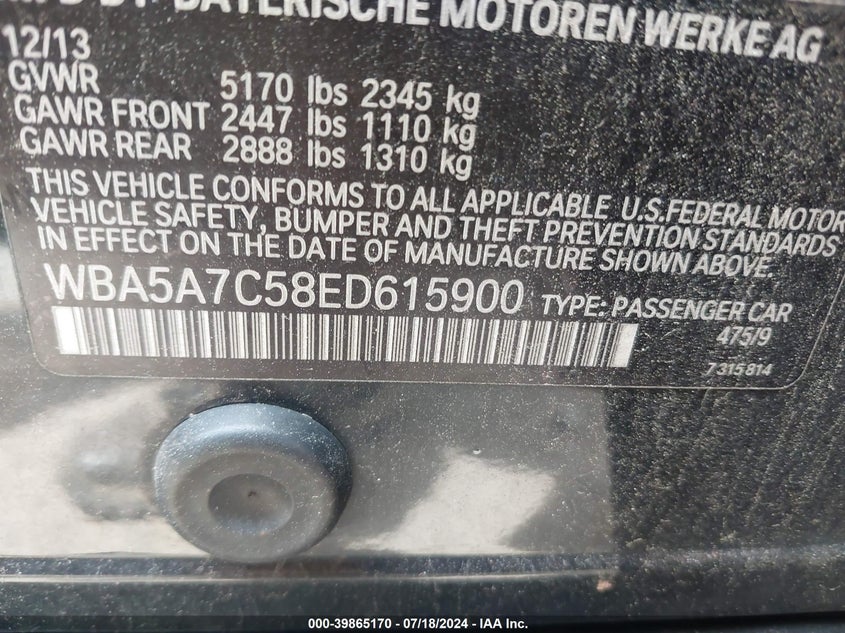 BAYERISCHE MOTOREN WERKE AG
12/13
GVWR 5170 lbs 2345 kg
GAWR FRONT 2447 lbs 1110 kg
GAWR REAR 2888 lbs 1310 kg
THIS VEHICLE CONFORMS TO ALL APPLICABLE U.S.FEDERAL MOTOR
VEHICLE SAFETY, BUMPER AND THEFT PREVENTION STANDARDS
IN EFFECT ON THE DATE OF MANUFACTURE SHOWN ABOVE.
WBA5A7C58ED615900 TYPE: PASSENGER CAR
475/9
7315814
000-39865170 — 07/18/2024 — IAA Inc.